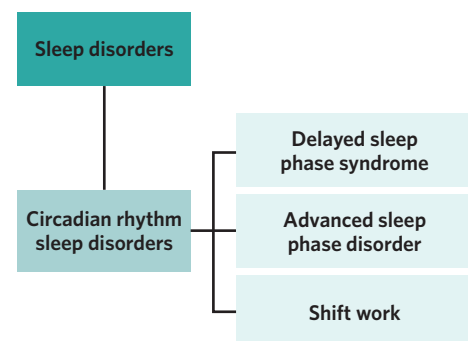 Sleep disorders
Delayed sleep
phase syndrome
Circadian rhythm
sleep disorders
Advanced sleep
phase disorder
Shift work